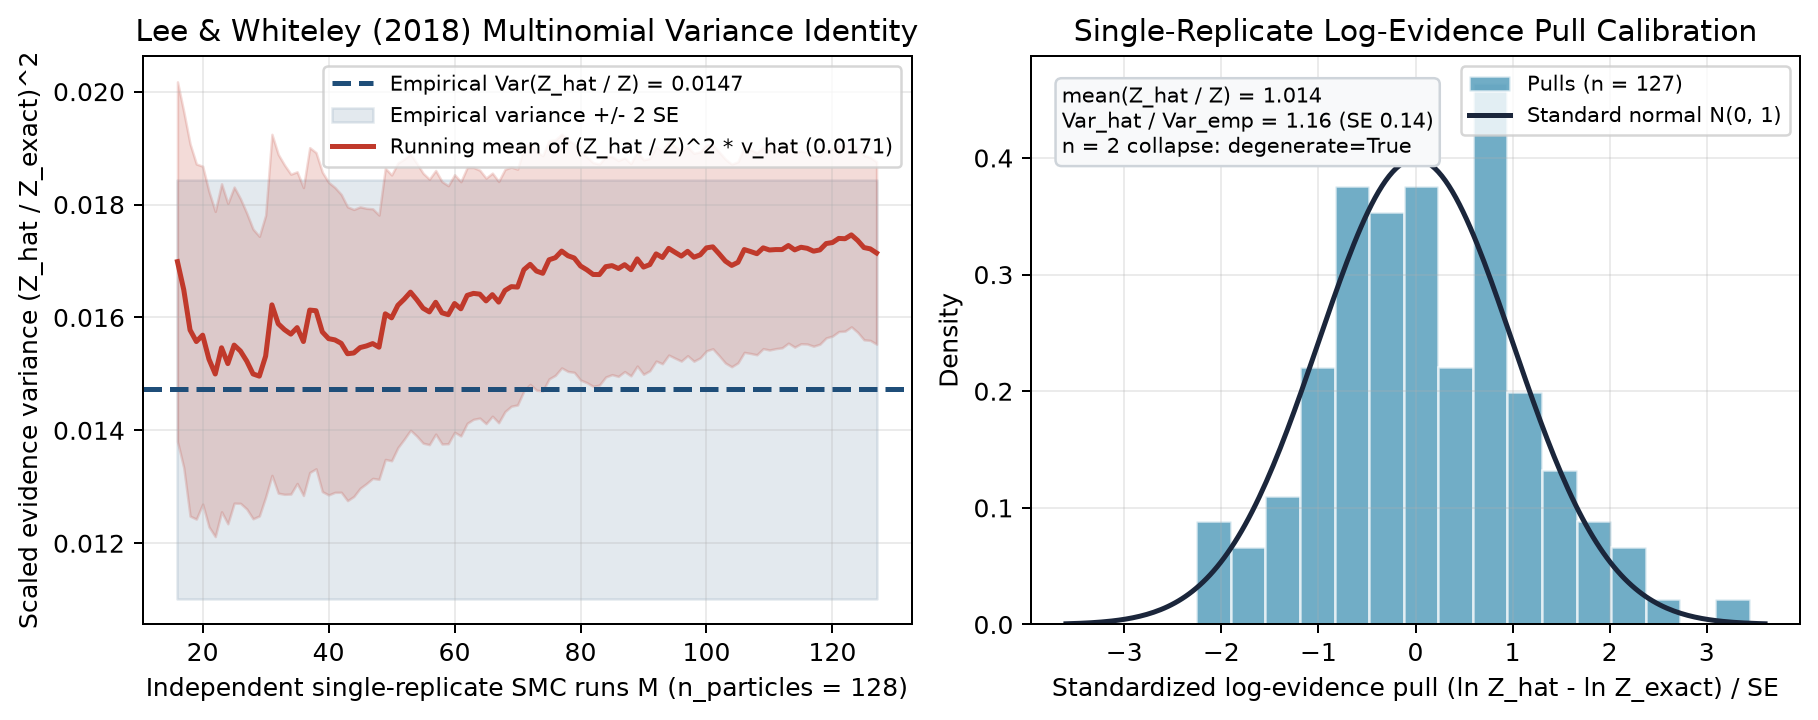 Lee & Whiteley (2018) Multinomial Variance Identity
Scaled evidence variance (Z_hat / Z_exact)^2
0.020
0.018
0.016
0.014
0.012
Empirical Var(Z_hat / Z) = 0.0147
Empirical variance +/- 2 SE
Running mean of (Z_hat / Z)^2 * v_hat (0.0171)
20
40
60
80
100
120
Independent single-replicate SMC runs M (n_particles = 128)
Single-Replicate Log-Evidence Pull Calibration
Density
0.4
0.3
0.2
0.1
0.0
mean(Z_hat / Z) = 1.014
Var_hat / Var_emp = 1.16 (SE 0.14)
n = 2 collapse: degenerate=True
Pulls (n = 127)
Standard normal N(0, 1)
−3
−2
−1
0
1
2
3
Standardized log-evidence pull (ln Z_hat - ln Z_exact) / SE